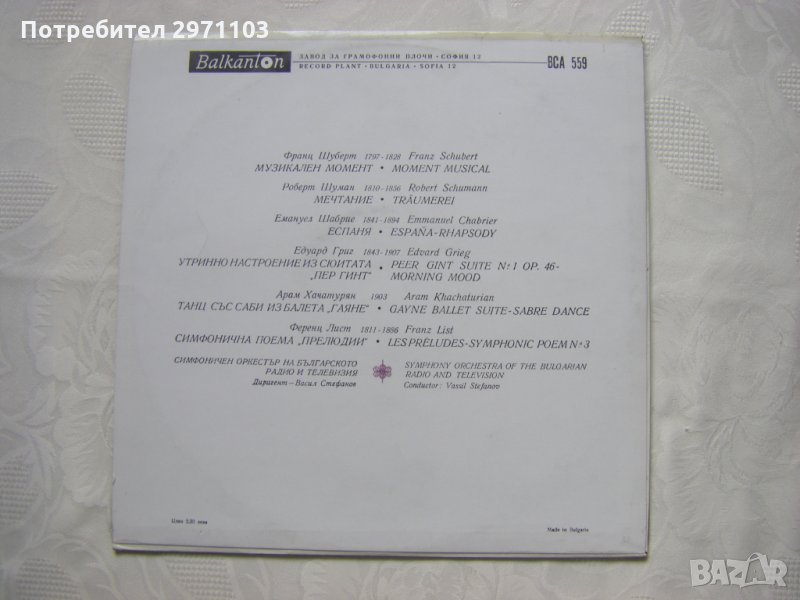 Потребител 2971103
Balkanton
ЗАВОД ЗА ГРАМОФОННИ ПЛОЧИ • СОФИЯ 12
RECORD PLANT • BULGARIA • SOFIA 12
BCA 559
Франц Шуберт 1797-1828 Franz Schubert
МУЗИКАЛЕН МОМЕНТ • MOMENT MUSICAL
Роберт Шуман 1810-1856 Robert Schumann
МЕЧТАНИЕ • TRÄUMEREI
Емануел Шабрие 1841-1894 Emmanuel Chabrier
ЕСПАНЯ • ESPAÑA-RHAPSODY
Едуард Григ 1843-1907 Edvard Grieg
УТРИННО НАСТРОЕНИЕ ИЗ СЮИТАТА • PEER GINT SUITE №1 OP. 46-
„ПЕР ГИНТ“ MORNING MOOD
Арам Хачатурян 1903 Aram Khachaturian
ТАНЦ СЪС САБИ ИЗ БАЛЕТА „ГАЯНЕ“ • GAYNE BALLET SUITE-SABRE DANCE
Ференц Лист 1811-1886 Franz List
СИМФОНИЧНА ПОЕМА „ПРЕЛЮДИИ“ • LES PRÉLUDES-SYMPHONIC POEM №3
СИМФОНИЧЕН ОРКЕСТЪР НА БЪЛГАРСКОТО SYMPHONY ORCHESTRA OF THE BULGARIAN
РАДИО И ТЕЛЕВИЗИЯ RADIO AND TELEVISION
Диригент-Васил Стефанов Conductor: Vassil Stefanov
Made in Bulgaria
BAZAR